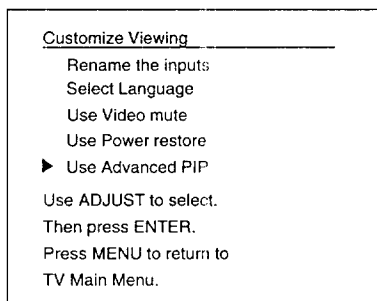 Customize Viewing
Rename the inputs
Select Language
Use Video mute
Use Power restore
Use Advanced PIP
Use ADJUST to select.
Then press ENTER.
Press MENU to return to
TV Main Menu.